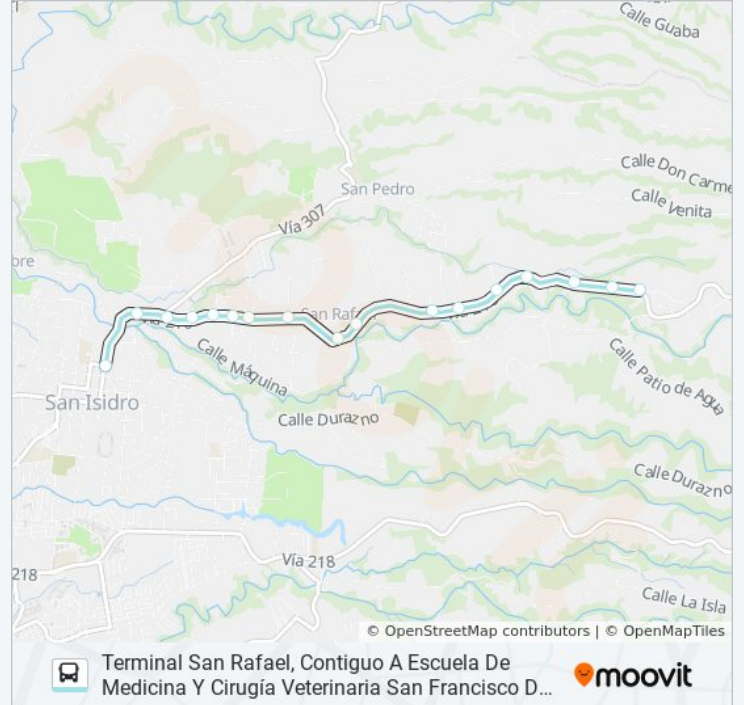 Calle Guaba
Calle Don Carme
San Pedro
Calle Venita
Vía 307
bre
San Rafa
Calle Máquina
Calle Patio de Agua
San Isidro
Calle Durazno
Calle Durazno
Vía 218
218
Calle La Isla
© OpenStreetMap contributors | © OpenMapTiles
Terminal San Rafael, Contiguo A Escuela De
Medicina Y Cirugía Veterinaria San Francisco D...
moovit